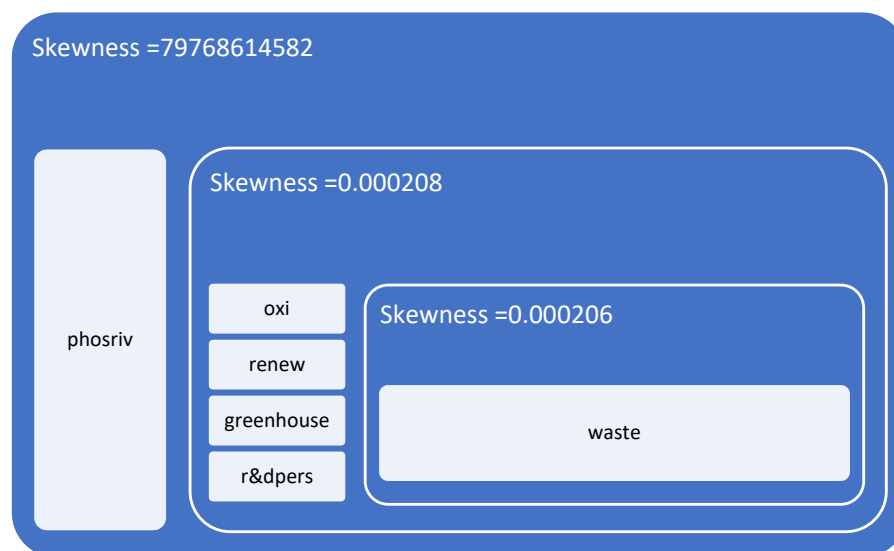 Skewness =79768614582
phosriv
Skewness =0.000208
oxi
renew
greenhouse
r&dpers
Skewness =0.000206
waste